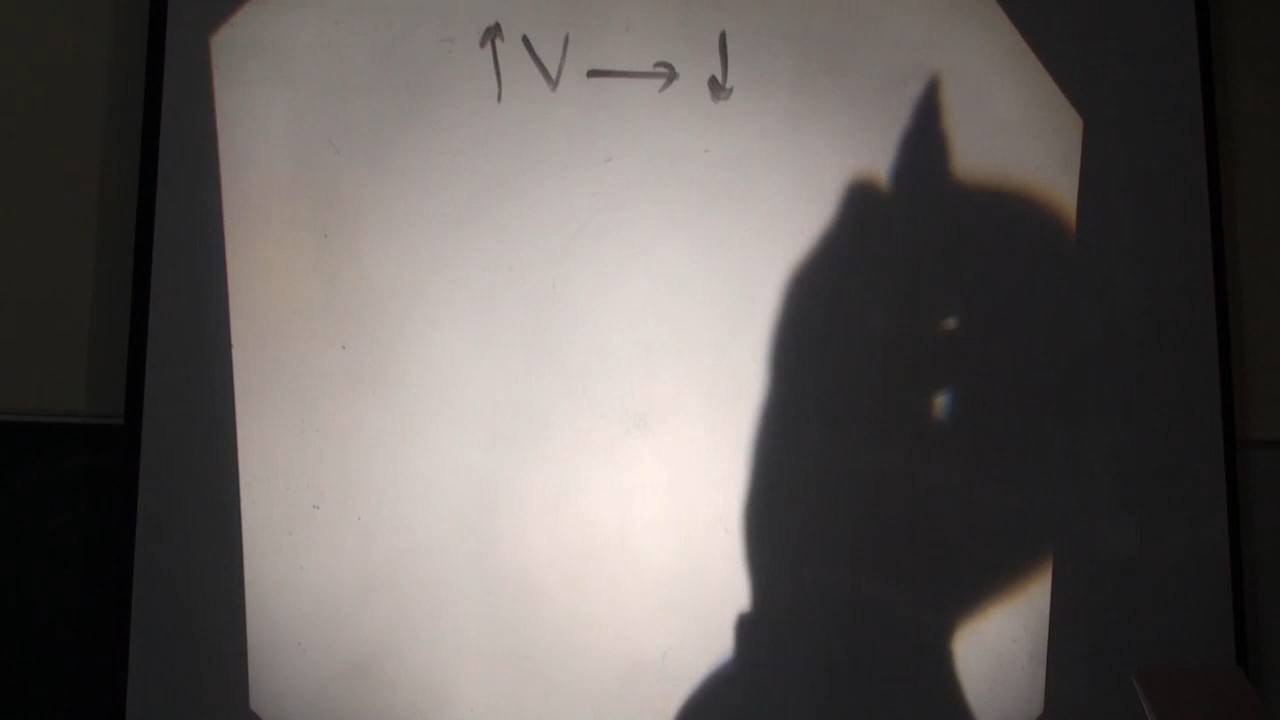 ↑V → ↓